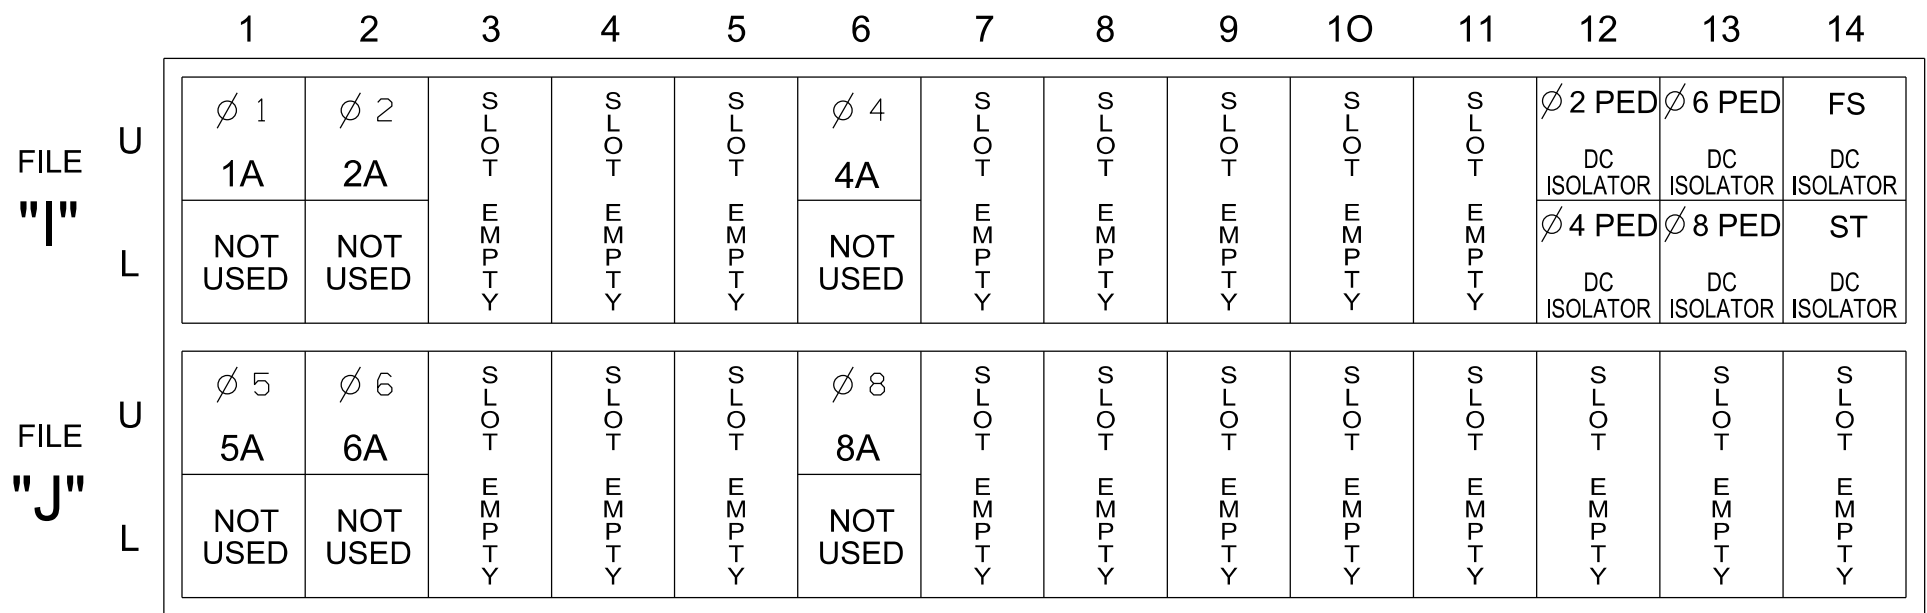 1 2 3 4 5 6 7 8 9 10 11 12 13 14
FILE "I"
U
Ø 1 1A
Ø 2 2A
SLOT EMPTY
SLOT EMPTY
SLOT EMPTY
Ø 4 4A
SLOT EMPTY
SLOT EMPTY
SLOT EMPTY
SLOT EMPTY
SLOT EMPTY
Ø 2 PED DC ISOLATOR
Ø 6 PED DC ISOLATOR
FS DC ISOLATOR
L
NOT USED
NOT USED
NOT USED
Ø 4 PED DC ISOLATOR
Ø 8 PED DC ISOLATOR
ST DC ISOLATOR
FILE "J"
U
Ø 5 5A
Ø 6 6A
SLOT EMPTY
SLOT EMPTY
SLOT EMPTY
Ø 8 8A
SLOT EMPTY
SLOT EMPTY
SLOT EMPTY
SLOT EMPTY
SLOT EMPTY
SLOT EMPTY
SLOT EMPTY
SLOT EMPTY
L
NOT USED
NOT USED
NOT USED